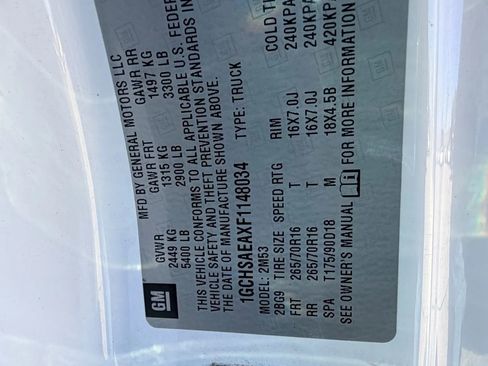 GM
MFD BY GENERAL MOTORS LLC
GVWR GAWR FRT GAWR RR
2449 KG 1315 KG 1497 KG
5400 LB 2900 LB 3300 LB
THIS VEHICLE CONFORMS TO ALL APPLICABLE U.S. FEDER
VEHICLE SAFETY AND THEFT PREVENTION STANDARDS IN
THE DATE OF MANUFACTURE SHOWN ABOVE.
1GCHSAEAXF1148034 TYPE: TRUCK
MODEL: 2M53
2BG9 TIRE SIZE SPEED RTG RIM COLD TI
FRT 265/70R16 T 16X7.0J 240KPA
RR 265/70R16 T 16X7.0J 240KPA
SPA T175/90D18 M 18X4.5B 420KPA
SEE OWNER'S MANUAL FOR MORE INFORMATION